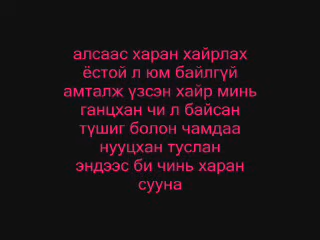 алсаас харан хайрлах
ёстой л юм байлгүй
амталж үзсэн хайр минь
ганцхан чи л байсан
түшиг болон чамдаа
нууцхан туслан
эндээс би чинь харан
сууна